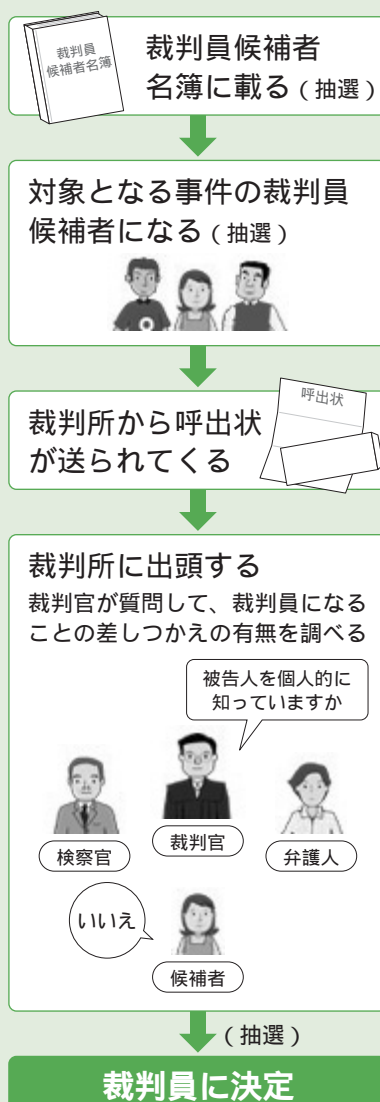 裁判員
候補者名簿
裁判員候補者
名簿に載る（抽選）
対象となる事件の裁判員
候補者になる（抽選）
裁判所から呼出状
が送られてくる
呼出状
裁判所に出頭する
裁判官が質問して、裁判員になる
ことの差しつかえの有無を調べる
被告人を個人的に
知っていますか
検察官
裁判官
弁護人
いいえ
候補者
（抽選）
裁判員に決定